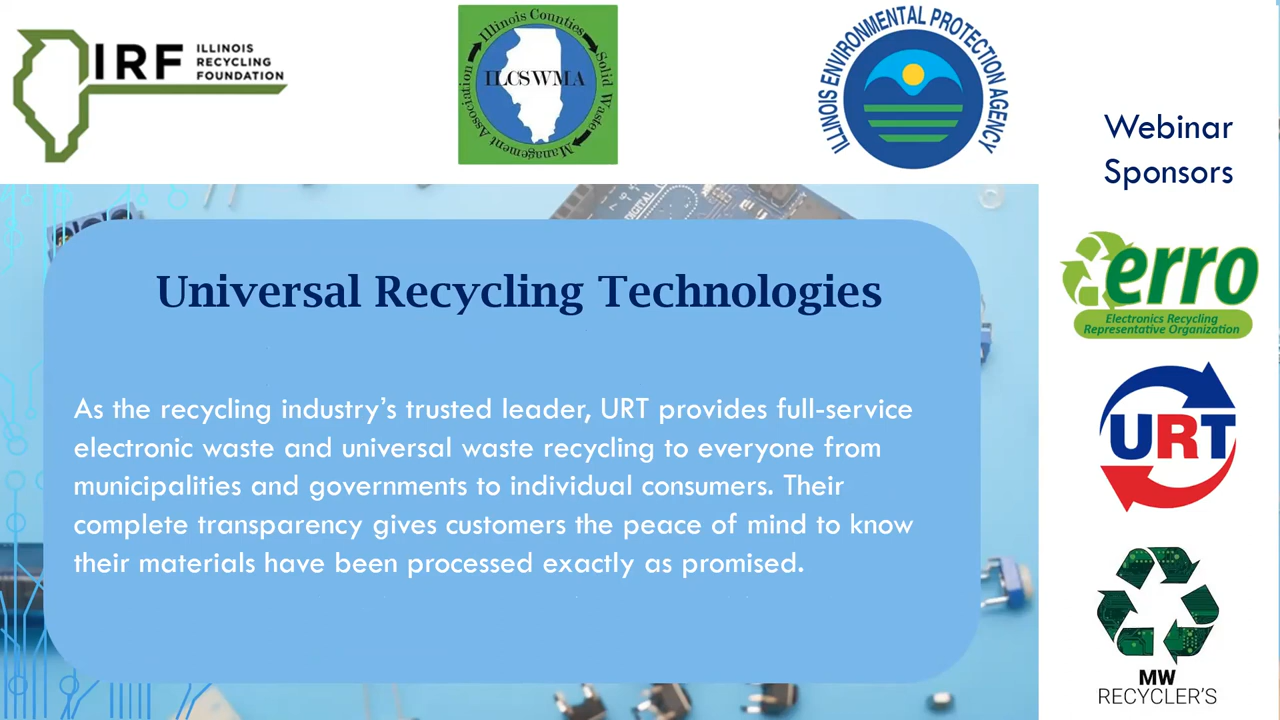 IRF
ILLINOIS
RECYCLING
FOUNDATION
Illinois Counties Solid Waste Management Association
ILCSWMA
ILLINOIS ENVIRONMENTAL PROTECTION AGENCY
Webinar
Sponsors
DIGITAL
Universal Recycling Technologies
As the recycling industry’s trusted leader, URT provides full-service
electronic waste and universal waste recycling to everyone from
municipalities and governments to individual consumers. Their
complete transparency gives customers the peace of mind to know
their materials have been processed exactly as promised.
erro
Electronics Recycling
Representative Organization
URT
MW
RECYCLER'S